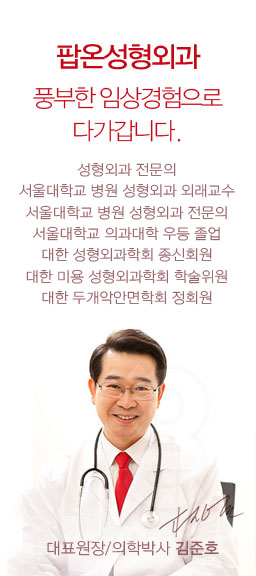 팝온성형외과
풍부한 임상경험으로
다가갑니다.
성형외과 전문의
서울대학교 병원 성형외과 외래교수
서울대학교 병원 성형외과 전문의
서울대학교 의과대학 우등 졸업
대한 성형외과학회 종신회원
대한 미용 성형외과학회 학술위원
대한 두개악안면학회 정회원
대표원장/의학박사 김준호